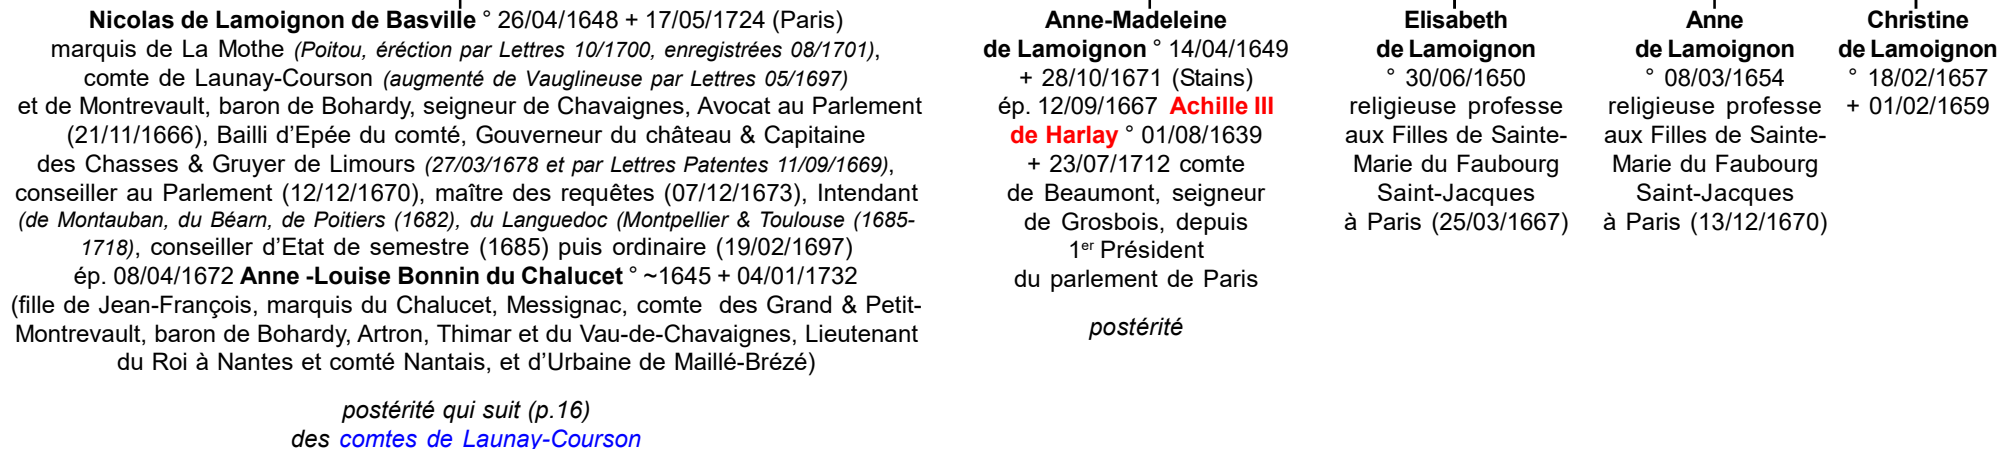 Nicolas de Lamoignon de Basville ° 26/04/1648 + 17/05/1724 (Paris)
marquis de La Mothe (Poitou, éréction par Lettres 10/1700, enregistrées 08/1701),
comte de Launay-Courson (augmenté de Vauglineuse par Lettres 05/1697)
et de Montrevault, baron de Bohardy, seigneur de Chavaignes, Avocat au Parlement
(21/11/1666), Bailli d’Epée du comté, Gouverneur du château & Capitaine
des Chasses & Gruyer de Limours (27/03/1678 et par Lettres Patentes 11/09/1669),
conseiller au Parlement (12/12/1670), maître des requêtes (07/12/1673), Intendant
(de Montauban, du Béarn, de Poitiers (1682), du Languedoc (Montpellier & Toulouse (1685-
1718), conseiller d’Etat de semestre (1685) puis ordinaire (19/02/1697)
ép. 08/04/1672 Anne -Louise Bonnin du Chalucet ° ~1645 + 04/01/1732
(fille de Jean-François, marquis du Chalucet, Messignac, comte des Grand & Petit-
Montrevault, baron de Bohardy, Artron, Thimar et du Vau-de-Chavaignes, Lieutenant
du Roi à Nantes et comté Nantais, et d’Urbaine de Maillé-Brézé)
postérité qui suit (p.16)
des comtes de Launay-Courson
Anne-Madeleine
de Lamoignon ° 14/04/1649
+ 28/10/1671 (Stains)
ép. 12/09/1667 Achille III
de Harlay ° 01/08/1639
+ 23/07/1712 comte
de Beaumont, seigneur
de Grosbois, depuis
1er Président
du parlement de Paris
postérité
Elisabeth
de Lamoignon
° 30/06/1650
religieuse professe
aux Filles de Sainte-
Marie du Faubourg
Saint-Jacques
à Paris (25/03/1667)
Anne
de Lamoignon
° 08/03/1654
religieuse professe
aux Filles de Sainte-
Marie du Faubourg
Saint-Jacques
à Paris (13/12/1670)
Christine
de Lamoignon
° 18/02/1657
+ 01/02/1659